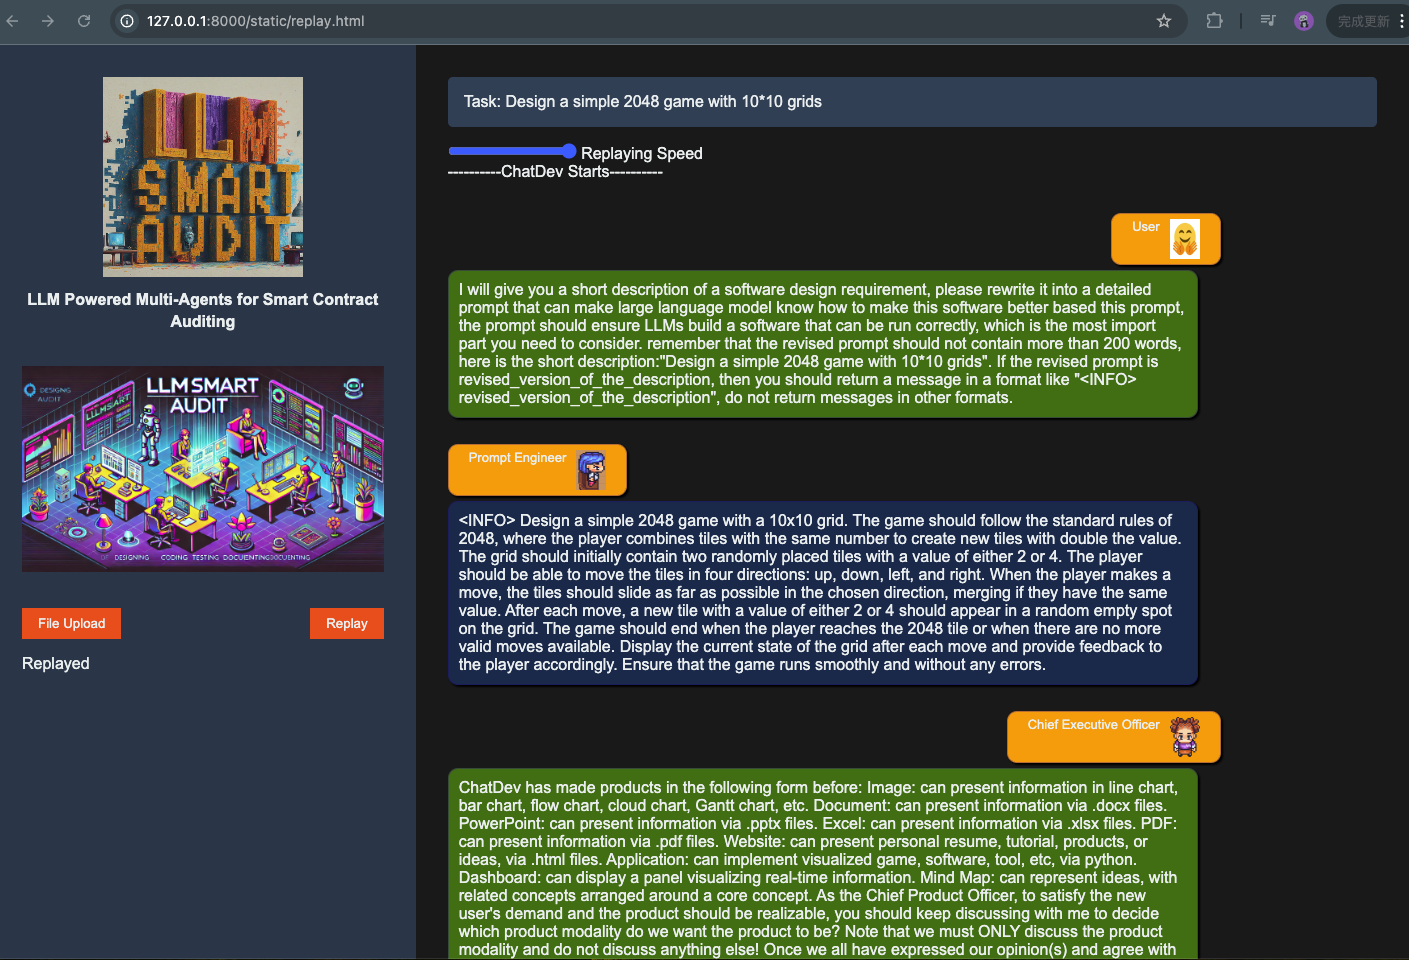 127.0.0.1:8000/static/replay.html
完成更新
LLM
SMART
AUDIT
LLM Powered Multi-Agents for Smart Contract
Auditing
DESIGNG
AUDIT
LLMSMART
AUDIT
DESIGNING CODING TESTING
File Upload
Replay
Replayed
Task: Design a simple 2048 game with 10*10 grids
Replaying Speed
----------ChatDev Starts----------
User
I will give you a short description of a software design requirement, please rewrite it into a detailed
prompt that can make large language model know how to make this software better based this prompt,
the prompt should ensure LLMs build a software that can be run correctly, which is the most import
part you need to consider. remember that the revised prompt should not contain more than 200 words,
here is the short description:"Design a simple 2048 game with 10*10 grids". If the revised prompt is
revised_version_of_the_description, then you should return a message in a format like "<INFO>
revised_version_of_the_description", do not return messages in other formats.
Prompt Engineer
<INFO> Design a simple 2048 game with a 10x10 grid. The game should follow the standard rules of
2048, where the player combines tiles with the same number to create new tiles with double the value.
The grid should initially contain two randomly placed tiles with a value of either 2 or 4. The player
should be able to move the tiles in four directions: up, down, left, and right. When the player makes a
move, the tiles should slide as far as possible in the chosen direction, merging if they have the same
value. After each move, a new tile with a value of either 2 or 4 should appear in a random empty spot
on the grid. The game should end when the player reaches the 2048 tile or when there are no more
valid moves available. Display the current state of the grid after each move and provide feedback to
the player accordingly. Ensure that the game runs smoothly and without any errors.
Chief Executive Officer
ChatDev has made products in the following form before: Image: can present information in line chart,
bar chart, flow chart, cloud chart, Gantt chart, etc. Document: can present information via .docx files.
PowerPoint: can present information via .pptx files. Excel: can present information via .xlsx files. PDF:
can present information via .pdf files. Website: can present personal resume, tutorial, products, or
ideas, via .html files. Application: can implement visualized game, software, tool, etc, via python.
Dashboard: can display a panel visualizing real-time information. Mind Map: can represent ideas, with
related concepts arranged around a core concept. As the Chief Product Officer, to satisfy the new
user's demand and the product should be realizable, you should keep discussing with me to decide
which product modality do we want the product to be? Note that we must ONLY discuss the product
modality and do not discuss anything else! Once we all have expressed our opinion(s) and agree with